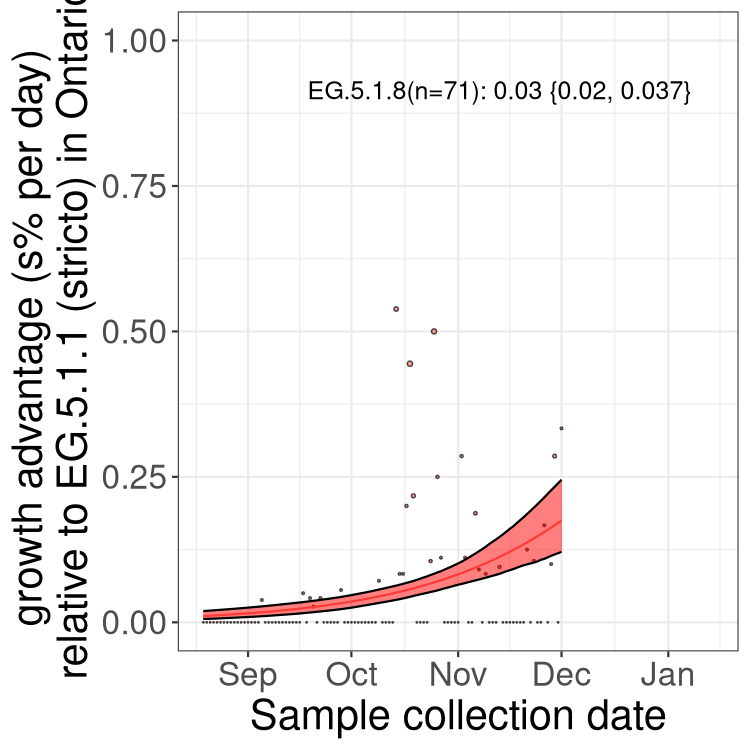 growth advantage (s% per day)
relative to EG.5.1.1 (stricto) in Ontario
1.00
0.75
0.50
0.25
0.00
EG.5.1.8(n=71): 0.03 {0.02, 0.037}
Sep Oct Nov Dec Jan
Sample collection date